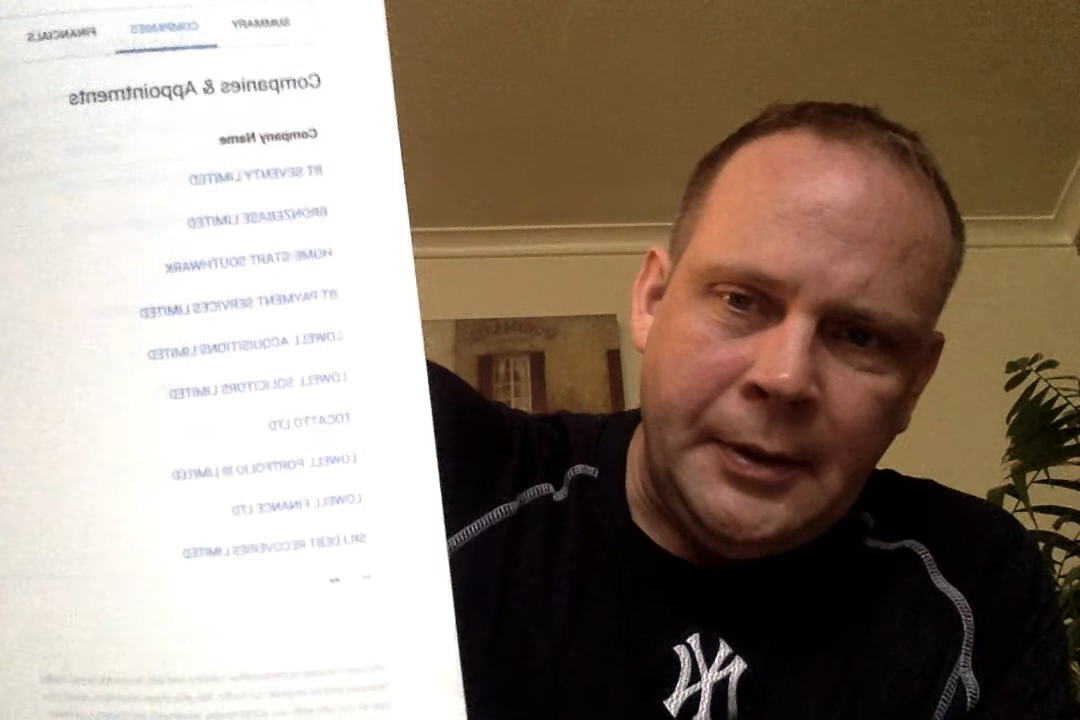 SUMMARY COMPANIES FINANCIALS
Companies & Appointments
Company Name
BT SEVENTY LIMITED
BRONZEBASE LIMITED
HOME-START SOUTHWARK
BT PAYMENT SERVICES LIMITED
LOWELL ACQUISITIONS LIMITED
LOWELL SOLICITORS LIMITED
TOCATTO LTD
LOWELL PORTFOLIO III LIMITED
LOWELL FINANCE LTD
SRJ DEBT RECOVERIES LIMITED
NY